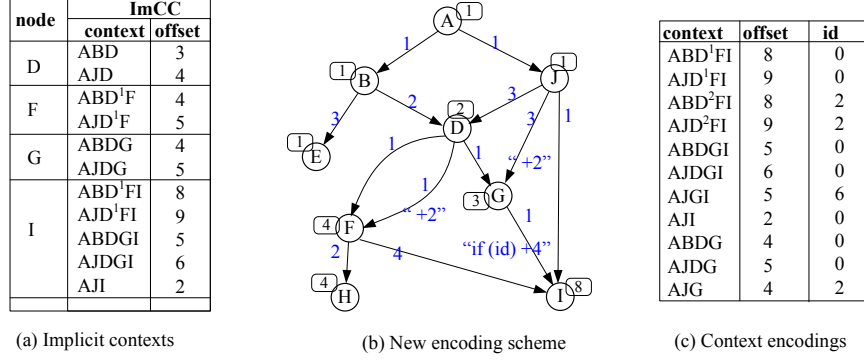 ImCC
node
context offset
D
ABD 3
AJD 4
F
ABD¹F 4
AJD¹F 5
G
ABDG 4
AJDG 5
I
ABD¹FI 8
AJD¹FI 9
ABDGI 5
AJDGI 6
AJI 2
(a) Implicit contexts
A 1
1 1
1 B J 1
3 2 2 3 3 1
1 E D
1 1 1 “ +2”
“ +2” 3 G
4 F 1
2 4 “if (id) +4”
4 H I 8
(b) New encoding scheme
context offset id
ABD¹FI 8 0
AJD¹FI 9 0
ABD²FI 8 2
AJD²FI 9 2
ABDGI 5 0
AJDGI 6 0
AJGI 5 6
AJI 2 0
ABDG 4 0
AJDG 5 0
AJG 4 2
(c) Context encodings